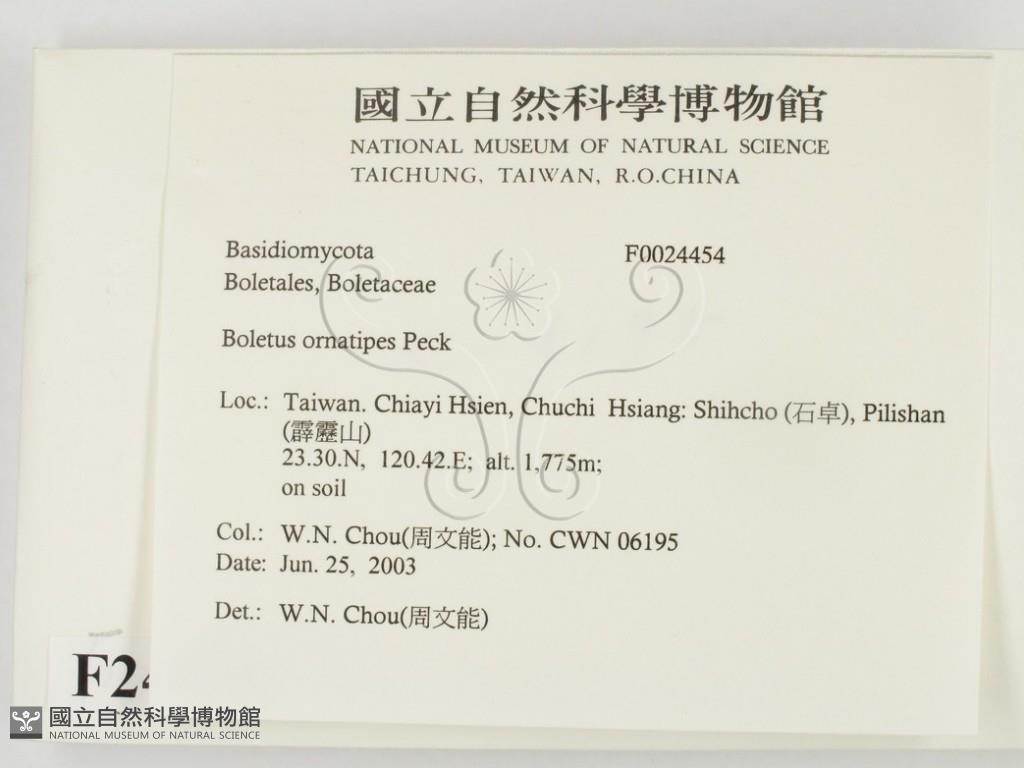 國立自然科學博物館
NATIONAL MUSEUM OF NATURAL SCIENCE
TAICHUNG, TAIWAN, R.O.CHINA
Basidiomycota F0024454
Boletales, Boletaceae
Boletus ornatipes Peck
Loc.: Taiwan. Chiayi Hsien, Chuchi Hsiang: Shihcho (石卓), Pilishan
(霹靂山)
23.30.N, 120.42.E; alt. 1,775m;
on soil
Col.: W.N. Chou(周文能); No. CWN 06195
Date: Jun. 25, 2003
Det.: W.N. Chou(周文能)
F24
國立自然科學博物館
NATIONAL MUSEUM OF NATURAL SCIENCE